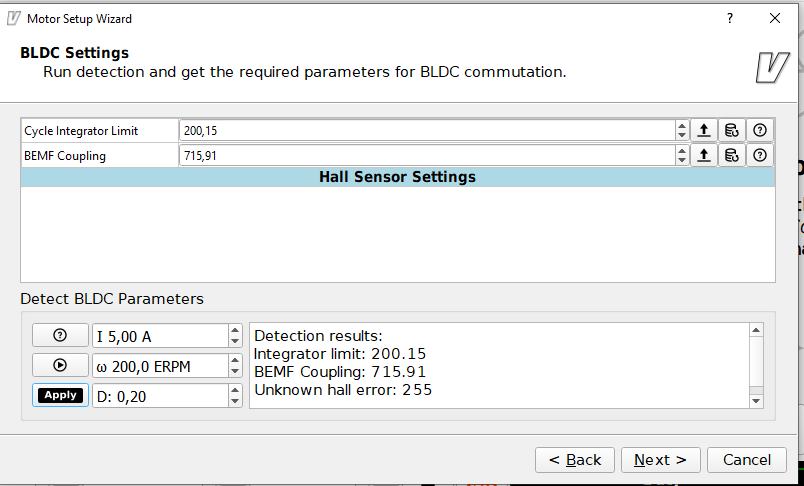 Motor Setup Wizard
?
BLDC Settings
Run detection and get the required parameters for BLDC commutation.
Cycle Integrator Limit 200,15
BEMF Coupling 715,91
Hall Sensor Settings
Detect BLDC Parameters
I 5,00 A
ω 200,0 ERPM
Apply D: 0,20
Detection results:
Integrator limit: 200.15
BEMF Coupling: 715.91
Unknown hall error: 255
< Back Next > Cancel